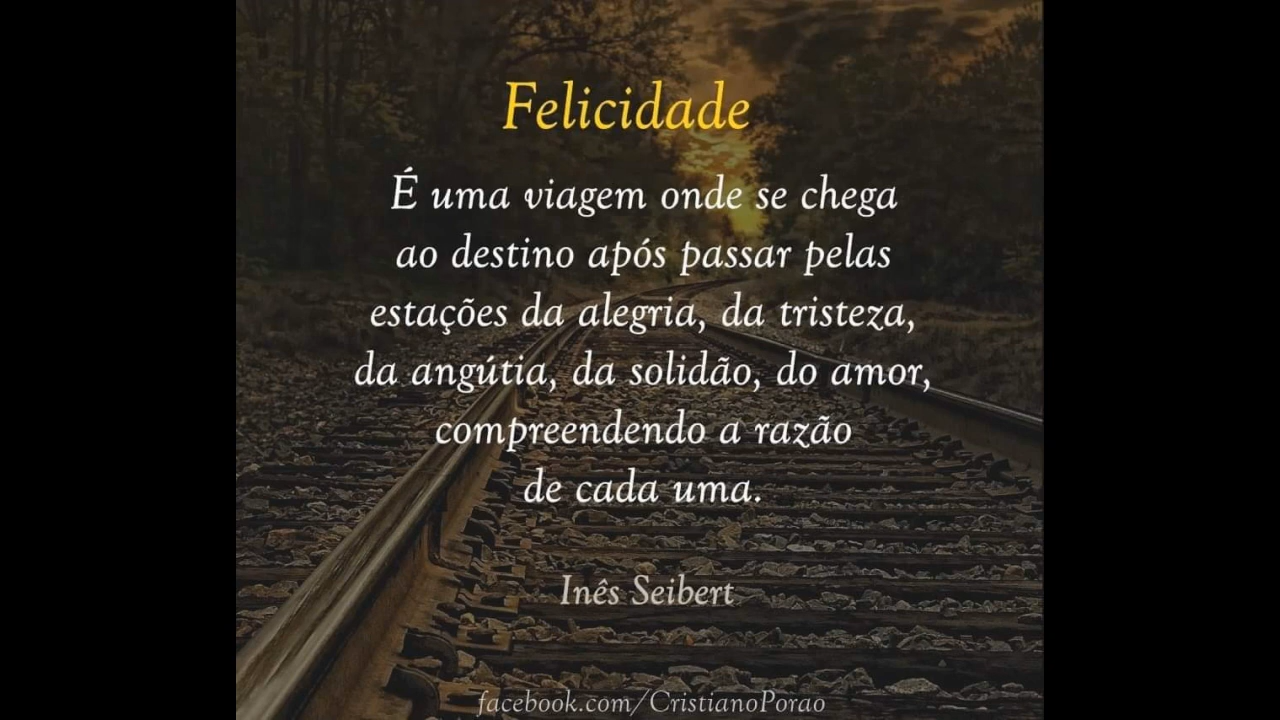 Felicidade
É uma viagem onde se chega
ao destino após passar pelas
estações da alegria, da tristeza,
da angútia, da solidão, do amor,
compreendendo a razão
de cada uma.
Inês Seibert
facebook.com/CristianoPorao